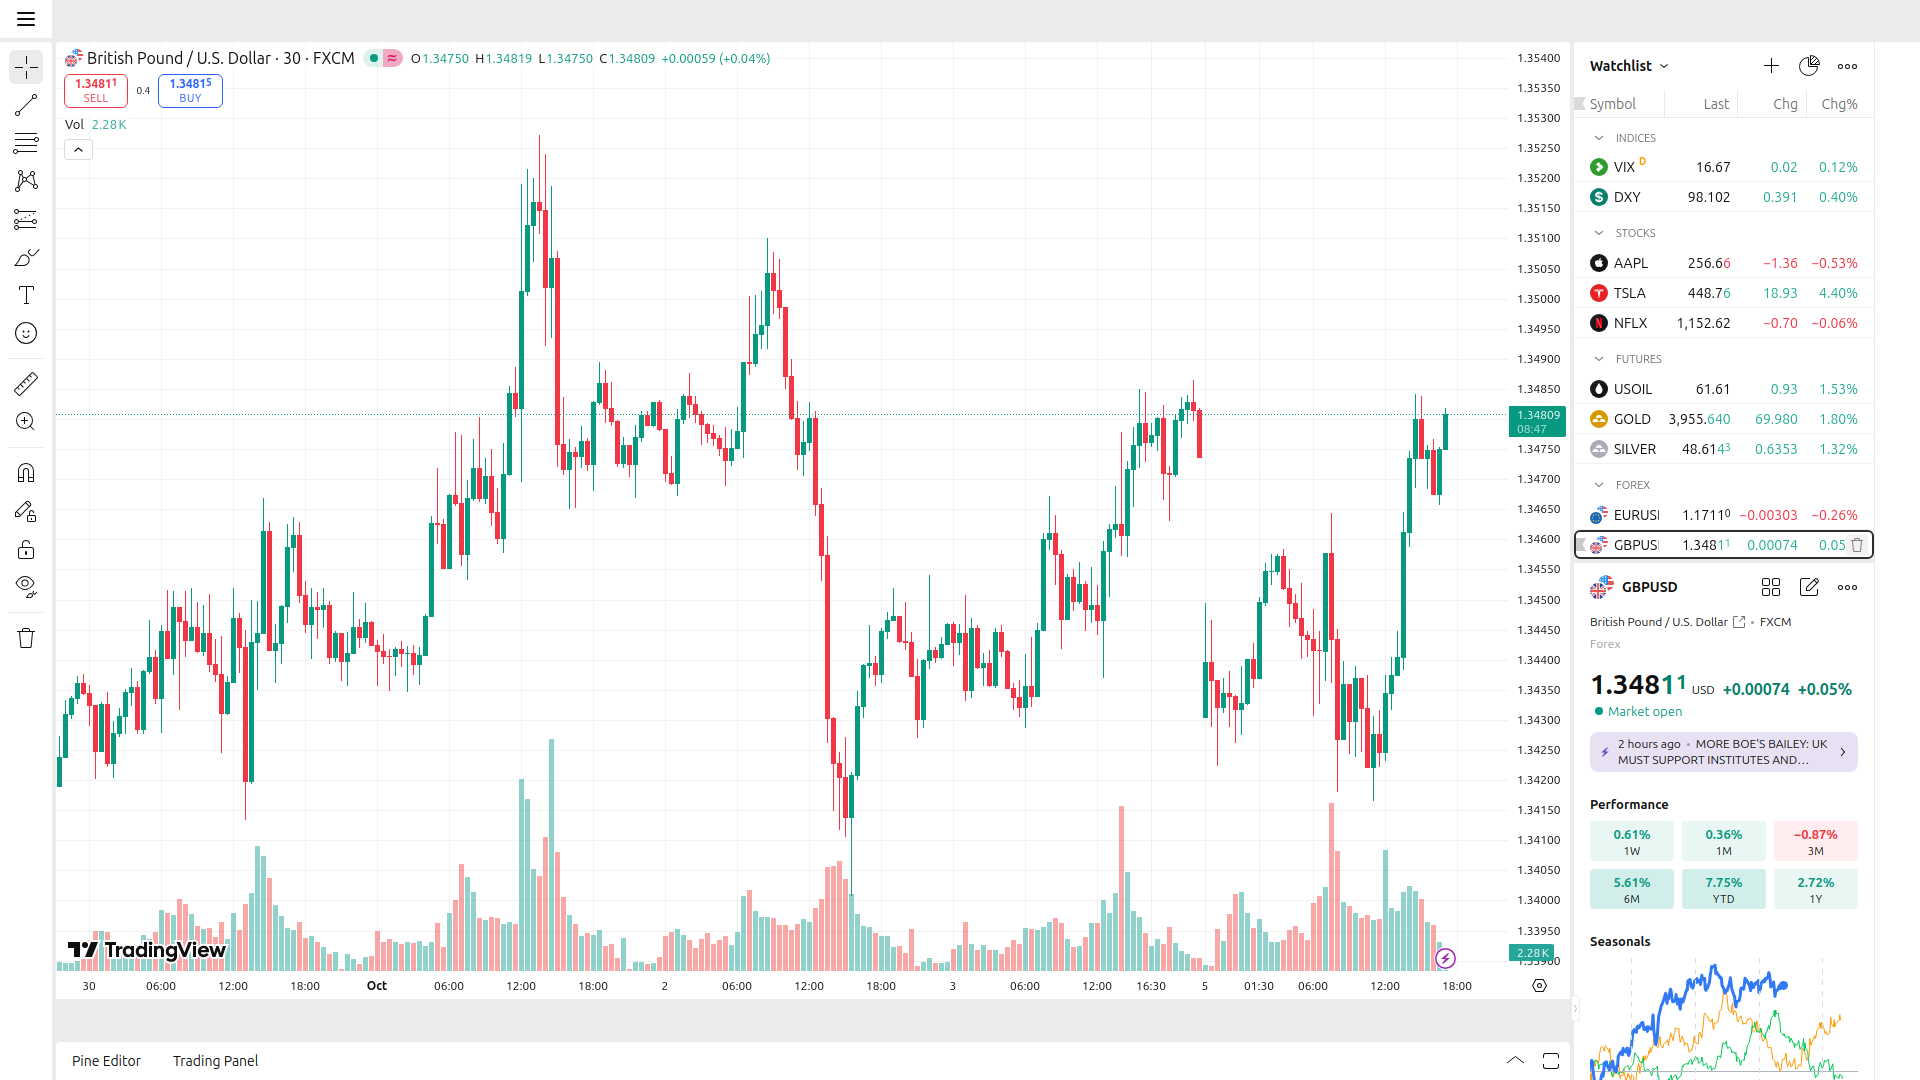 British Pound / U.S. Dollar · 30 · FXCM
O1.34750 H1.34819 L1.34750 C1.34809 +0.00059 (+0.04%)
1.34811 SELL
0.4
1.34815 BUY
Vol 2.28K
1.35400
1.35350
1.35300
1.35250
1.35200
1.35150
1.35100
1.35050
1.35000
1.34950
1.34900
1.34850
1.34809
08:47
1.34750
1.34700
1.34650
1.34600
1.34550
1.34500
1.34450
1.34400
1.34350
1.34300
1.34250
1.34200
1.34150
1.34100
1.34050
1.34000
1.33950
2.28K
TradingView
30 06:00 12:00 18:00 Oct 06:00 12:00 18:00 2 06:00 12:00 18:00 3 06:00 12:00 16:30 5 01:30 06:00 12:00 18:00
Pine Editor Trading Panel
Watchlist
Symbol Last Chg Chg%
INDICES
VIX D 16.67 0.02 0.12%
DXY 98.102 0.391 0.40%
STOCKS
AAPL 256.66 −1.36 −0.53%
TSLA 448.76 18.93 4.40%
NFLX 1,152.62 −0.70 −0.06%
FUTURES
USOIL 61.61 0.93 1.53%
GOLD 3,955.640 69.980 1.80%
SILVER 48.6143 0.6353 1.32%
FOREX
EURUS 1.17110 −0.00303 −0.26%
GBPUS 1.34811 0.00074 0.05
GBPUSD
British Pound / U.S. Dollar • FXCM
Forex
1.34811 USD +0.00074 +0.05%
Market open
2 hours ago • MORE BOE'S BAILEY: UK
MUST SUPPORT INSTITUTES AND...
Performance
0.61% 0.36% −0.87%
1W 1M 3M
5.61% 7.75% 2.72%
6M YTD 1Y
Seasonals